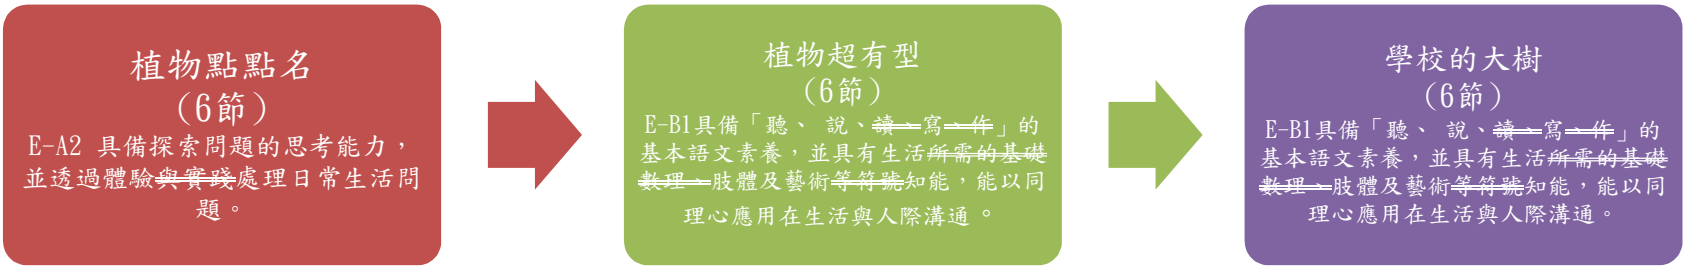 植物點點名
(6節)
E-A2 具備探索問題的思考能力，
並透過體驗與實踐處理日常生活問
題。
植物超有型
(6節)
E-B1具備「聽、 說、讀、寫、作」的
基本語文素養，並具有生活所需的基礎
數理、肢體及藝術等符號知能，能以同
理心應用在生活與人際溝通。
學校的大樹
(6節)
E-B1具備「聽、 說、讀、寫、作」的
基本語文素養，並具有生活所需的基礎
數理、肢體及藝術等符號知能，能以同
理心應用在生活與人際溝通。